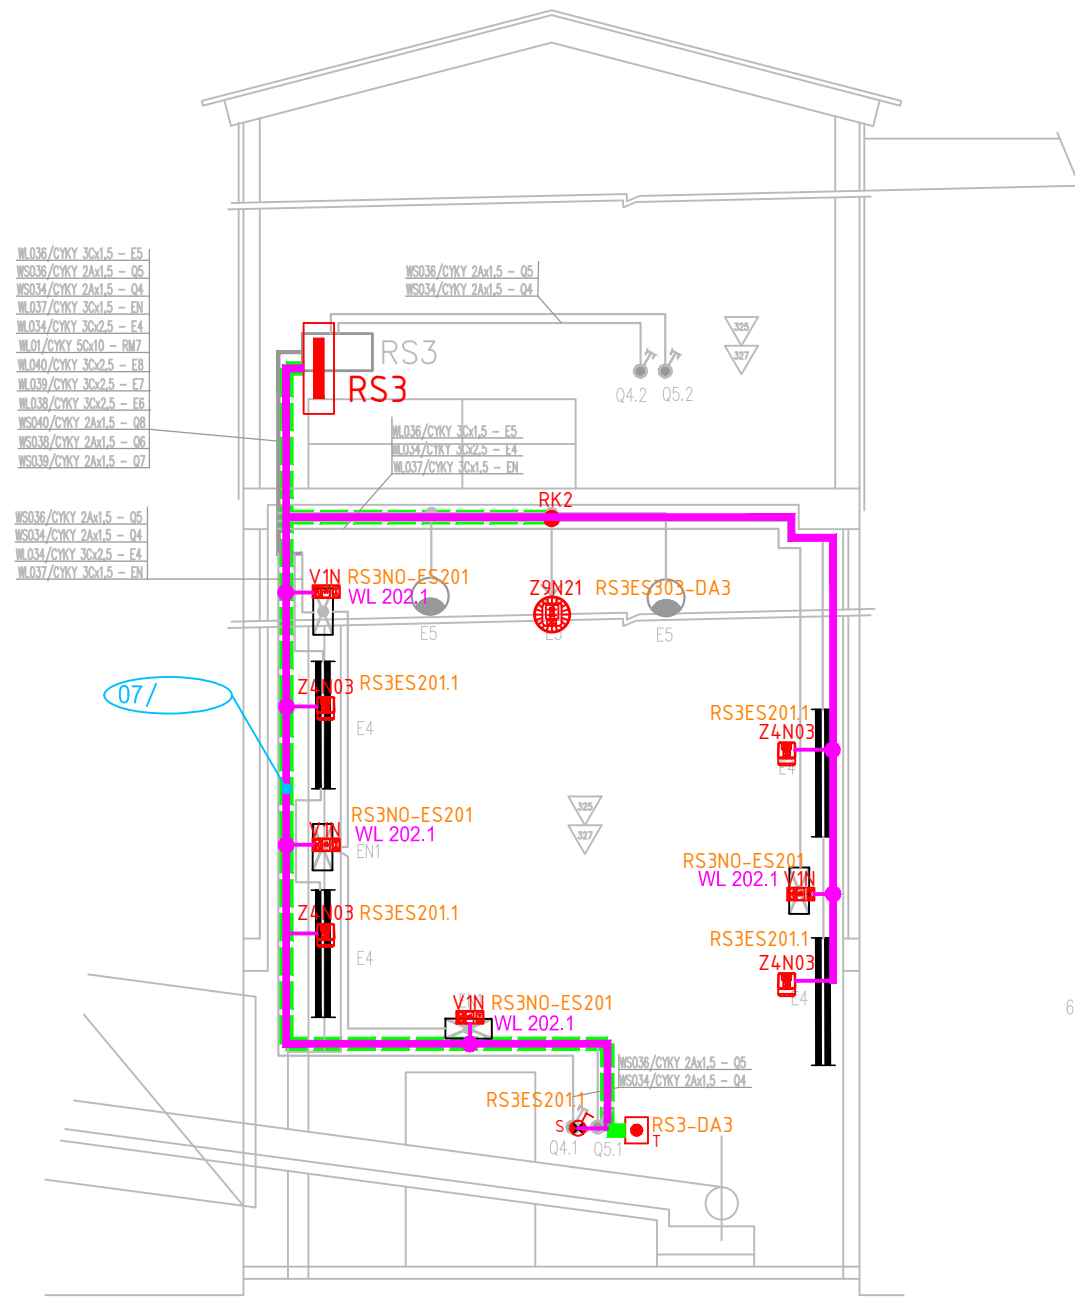 WL036/CYKY 3Cx1,5 – E5
WS036/CYKY 2Ax1,5 – Q5
WS034/CYKY 2Ax1,5 – Q4
WL037/CYKY 3Cx1,5 – EN
WL034/CYKY 3Cx2,5 – E4
WL01/CYKY 5Cx10 – RM7
WL040/CYKY 3Cx2,5 – E8
WL039/CYKY 3Cx2,5 – E7
WL038/CYKY 3Cx2,5 – E6
WS040/CYKY 2Ax1,5 – Q8
WS038/CYKY 2Ax1,5 – Q6
WS039/CYKY 2Ax1,5 – Q7
WS036/CYKY 2Ax1,5 – Q5
WS034/CYKY 2Ax1,5 – Q4
325
327
RS3
RS3
Q4.2
Q5.2
WL036/CYKY 3Cx1,5 – E5
WL034/CYKY 3Cx2,5 – E4
WL037/CYKY 3Cx1,5 – EN
RK2
WS036/CYKY 2Ax1,5 – Q5
WS034/CYKY 2Ax1,5 – Q4
WL034/CYKY 3Cx2,5 – E4
WL037/CYKY 3Cx1,5 – EN
V1N
RS3NO-ES201
WL 202.1
Z9N21
RS3ES303-DA3
E5
E5
E5
Z4N03
RS3ES201.1
E4
07/
RS3ES201.1
Z4N03
E4
325
327
RS3NO-ES201
V1N
WL 202.1
EN1
RS3NO-ES201
WL 202.1
V1N
Z4N03
RS3ES201.1
E4
RS3ES201.1
Z4N03
E4
V1N
RS3NO-ES201
WL 202.1
6
WS036/CYKY 2Ax1,5 – Q5
WS034/CYKY 2Ax1,5 – Q4
RS3ES201.1
S
RS3-DA3
T
Q4.1
Q5.1